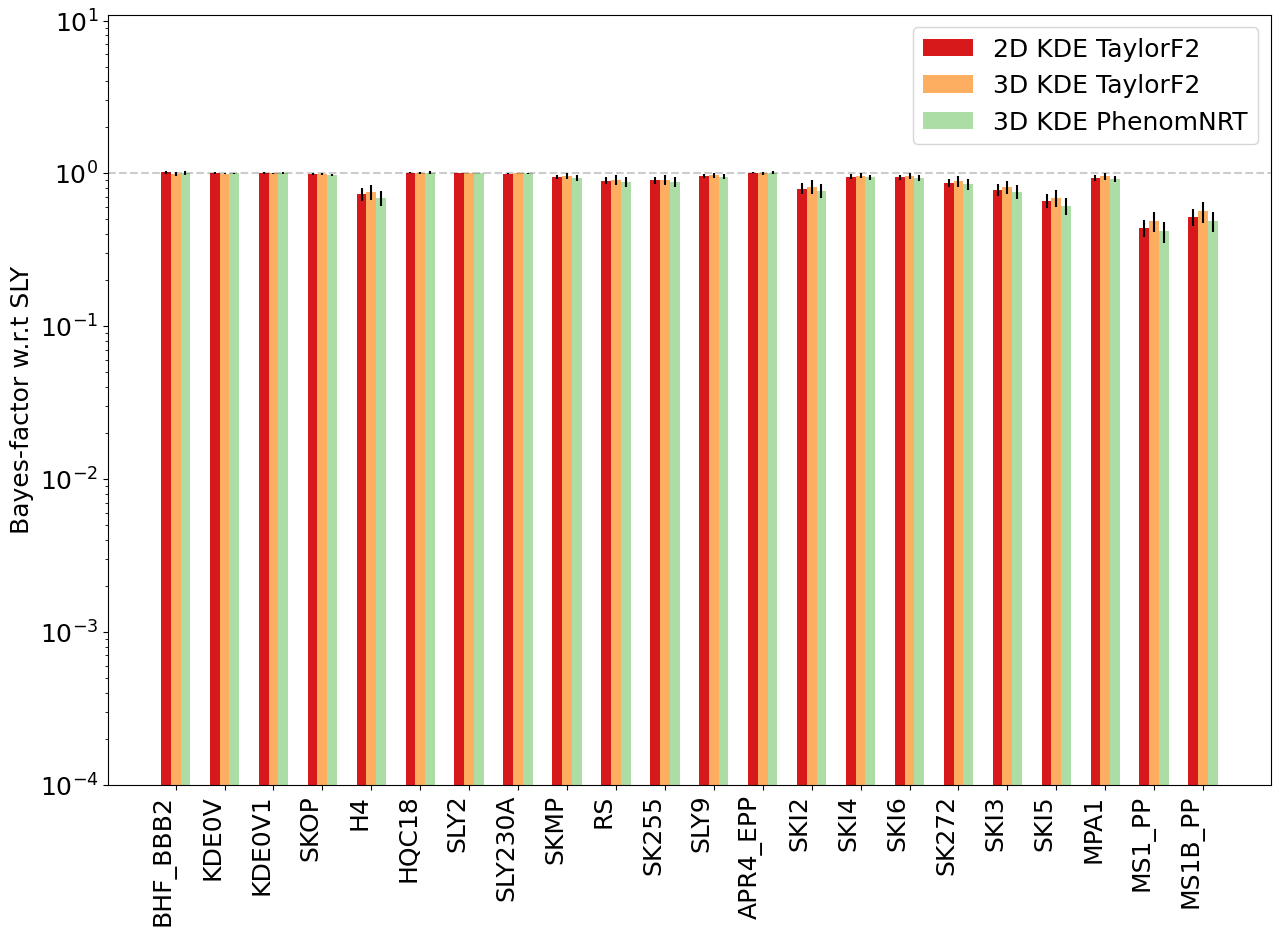 2D KDE TaylorF2
3D KDE TaylorF2
3D KDE PhenomNRT
Bayes-factor w.r.t SLY
10^1
10^0
10^-1
10^-2
10^-3
10^-4
BHF_BBB2
KDE0V
KDE0V1
SKOP
H4
HQC18
SLY2
SLY230A
SKMP
RS
SK255
SLY9
APR4_EPP
SKI2
SKI4
SKI6
SK272
SKI3
SKI5
MPA1
MS1_PP
MS1B_PP